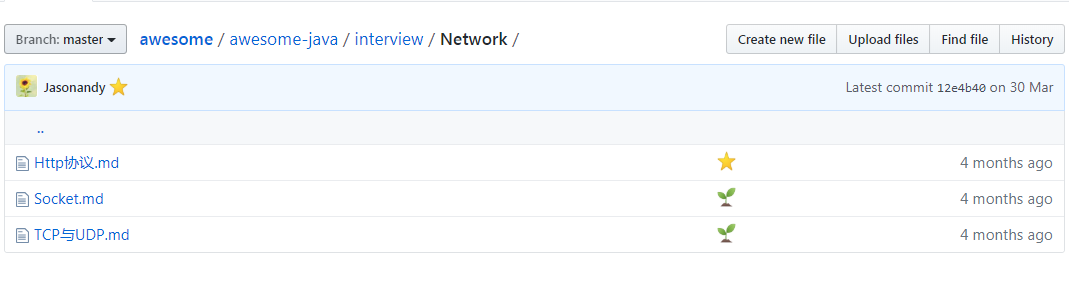 Branch: master awesome / awesome-java / interview / Network / Create new file Upload files Find file History
Jasonandy Latest commit 12e4b40 on 30 Mar
..
Http协议.md 4 months ago
Socket.md 4 months ago
TCP与UDP.md 4 months ago